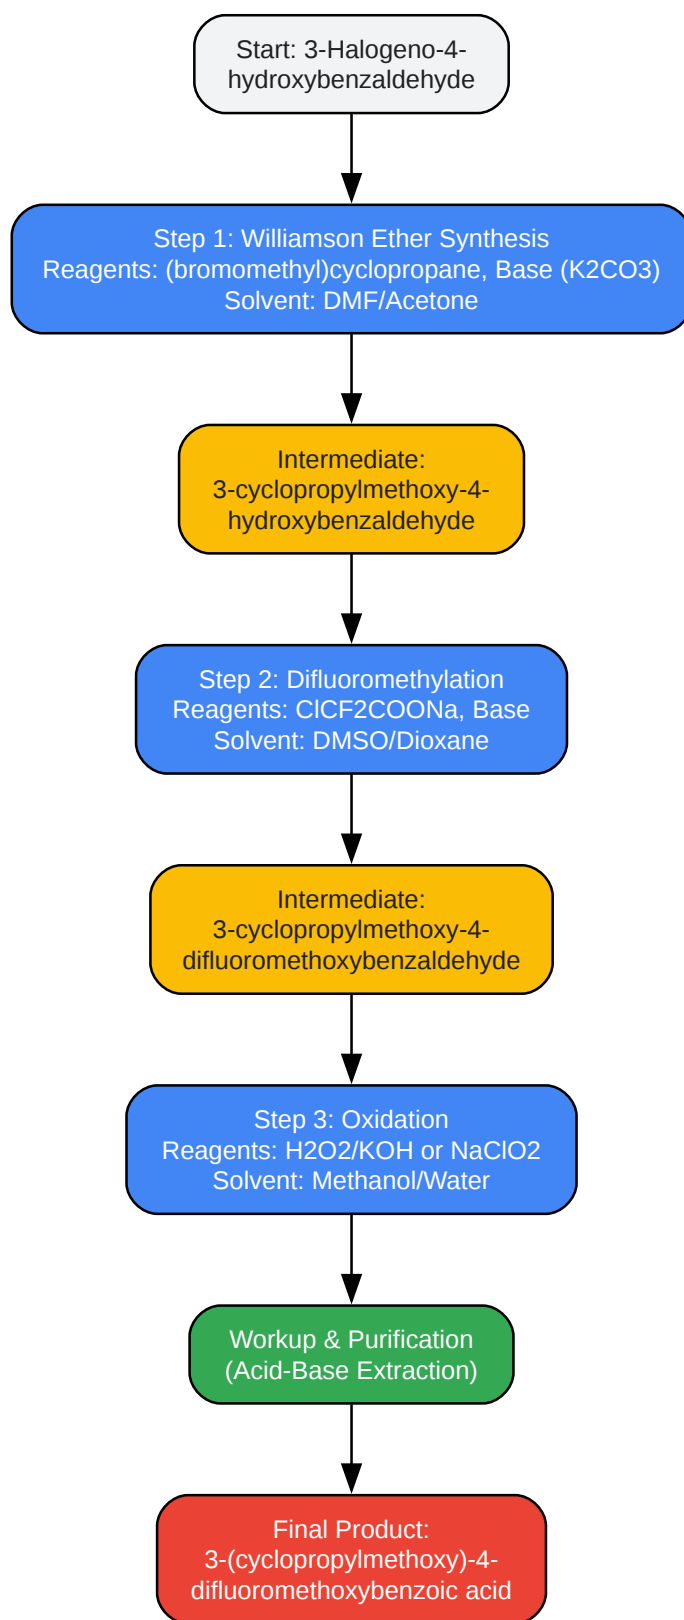 Start: 3-Halogeno-4-
hydroxybenzaldehyde
Step 1: Williamson Ether Synthesis
Reagents: (bromomethyl)cyclopropane, Base (K2CO3)
Solvent: DMF/Acetone
Intermediate:
3-cyclopropylmethoxy-4-
hydroxybenzaldehyde
Step 2: Difluoromethylation
Reagents: ClCF2COONa, Base
Solvent: DMSO/Dioxane
Intermediate:
3-cyclopropylmethoxy-4-
difluoromethoxybenzaldehyde
Step 3: Oxidation
Reagents: H2O2/KOH or NaClO2
Solvent: Methanol/Water
Workup & Purification
(Acid-Base Extraction)
Final Product:
3-(cyclopropylmethoxy)-4-
difluoromethoxybenzoic acid